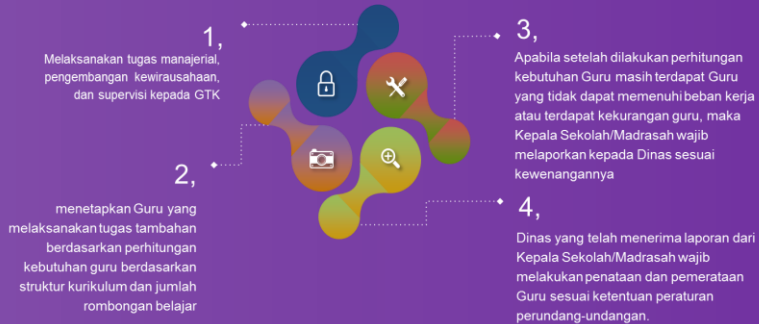 1,
Melaksanakan tugas manajerial,
pengembangan kewirausahaan,
dan supervisi kepada GTK
2,
menetapkan Guru yang
melaksanakan tugas tambahan
berdasarkan perhitungan
kebutuhan guru berdasarkan
struktur kurikulum dan jumlah
rombongan belajar
3,
Apabila setelah dilakukan perhitungan
kebutuhan Guru masih terdapat Guru
yang tidak dapat memenuhi beban kerja
atau terdapat kekurangan guru, maka
Kepala Sekolah/Madrasah wajib
melaporkan kepada Dinas sesuai
kewenangannya
4,
Dinas yang telah menerima laporan dari
Kepala Sekolah/Madrasah wajib
melakukan penataan dan pemerataan
Guru sesuai ketentuan peraturan
perundang-undangan.